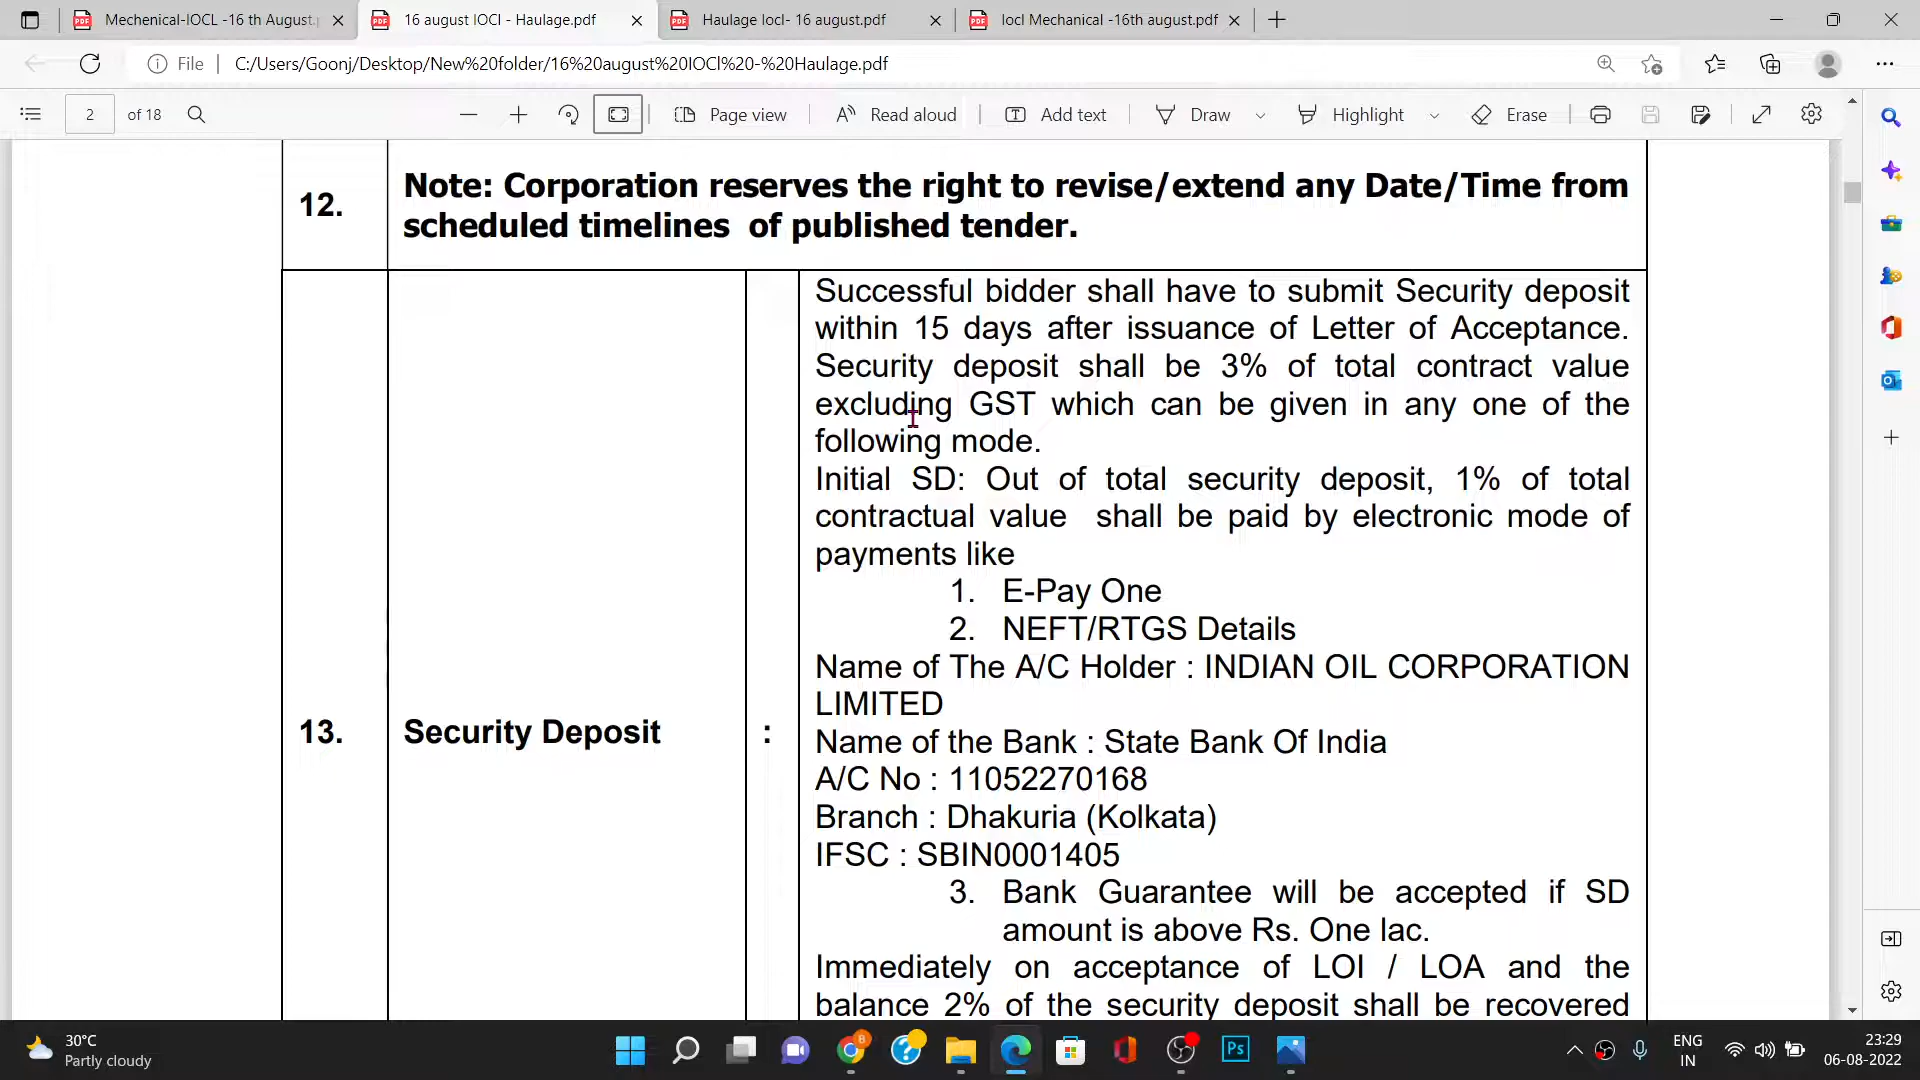 Mechenical-IOCL -16 th August.
16 august IOCl - Haulage.pdf
Haulage Iocl- 16 august.pdf
Iocl Mechanical -16th august.pdf
File
C:/Users/Goonj/Desktop/New%20folder/16%20august%20IOCl%20-%20Haulage.pdf
2 of 18
Page view
Read aloud
Add text
Draw
Highlight
Erase
12.
Note: Corporation reserves the right to revise/extend any Date/Time from
scheduled timelines of published tender.
Successful bidder shall have to submit Security deposit
within 15 days after issuance of Letter of Acceptance.
Security deposit shall be 3% of total contract value
excluding GST which can be given in any one of the
following mode.
Initial SD: Out of total security deposit, 1% of total
contractual value shall be paid by electronic mode of
payments like
1. E-Pay One
2. NEFT/RTGS Details
Name of The A/C Holder : INDIAN OIL CORPORATION
LIMITED
13. Security Deposit :
Name of the Bank : State Bank Of India
A/C No : 11052270168
Branch : Dhakuria (Kolkata)
IFSC : SBIN0001405
3. Bank Guarantee will be accepted if SD
amount is above Rs. One lac.
Immediately on acceptance of LOI / LOA and the
balance 2% of the security deposit shall be recovered
30°C
Partly cloudy
ENG
IN
23:29
06-08-2022